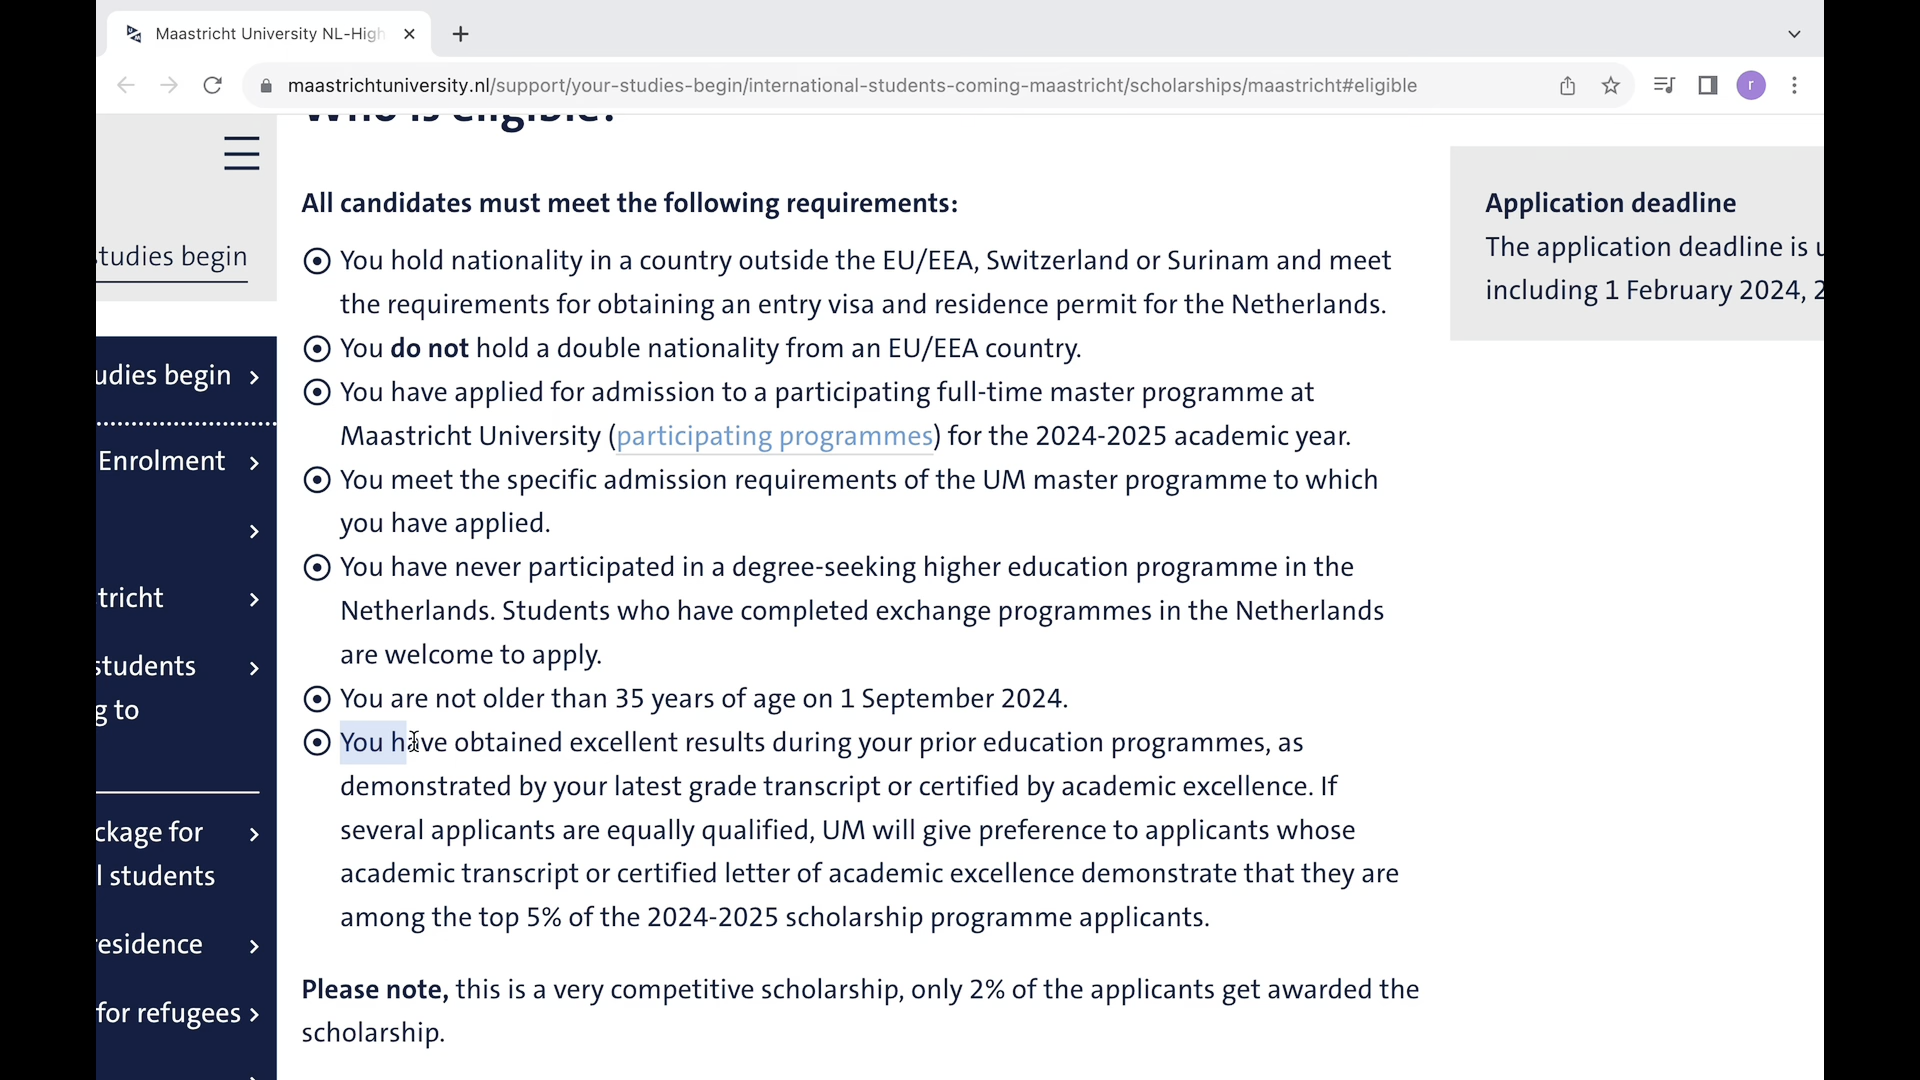 Maastricht University NL-High
maastrichtuniversity.nl/support/your-studies-begin/international-students-coming-maastricht/scholarships/maastricht#eligible
r
Who is eligible?
studies begin
udies begin
Enrolment
tricht
students
g to
ckage for
l students
residence
for refugees
All candidates must meet the following requirements:
You hold nationality in a country outside the EU/EEA, Switzerland or Surinam and meet
the requirements for obtaining an entry visa and residence permit for the Netherlands.
You do not hold a double nationality from an EU/EEA country.
You have applied for admission to a participating full-time master programme at
Maastricht University (participating programmes) for the 2024-2025 academic year.
You meet the specific admission requirements of the UM master programme to which
you have applied.
You have never participated in a degree-seeking higher education programme in the
Netherlands. Students who have completed exchange programmes in the Netherlands
are welcome to apply.
You are not older than 35 years of age on 1 September 2024.
You have obtained excellent results during your prior education programmes, as
demonstrated by your latest grade transcript or certified by academic excellence. If
several applicants are equally qualified, UM will give preference to applicants whose
academic transcript or certified letter of academic excellence demonstrate that they are
among the top 5% of the 2024-2025 scholarship programme applicants.
Please note, this is a very competitive scholarship, only 2% of the applicants get awarded the
scholarship.
Application deadline
The application deadline is u
including 1 February 2024, 2